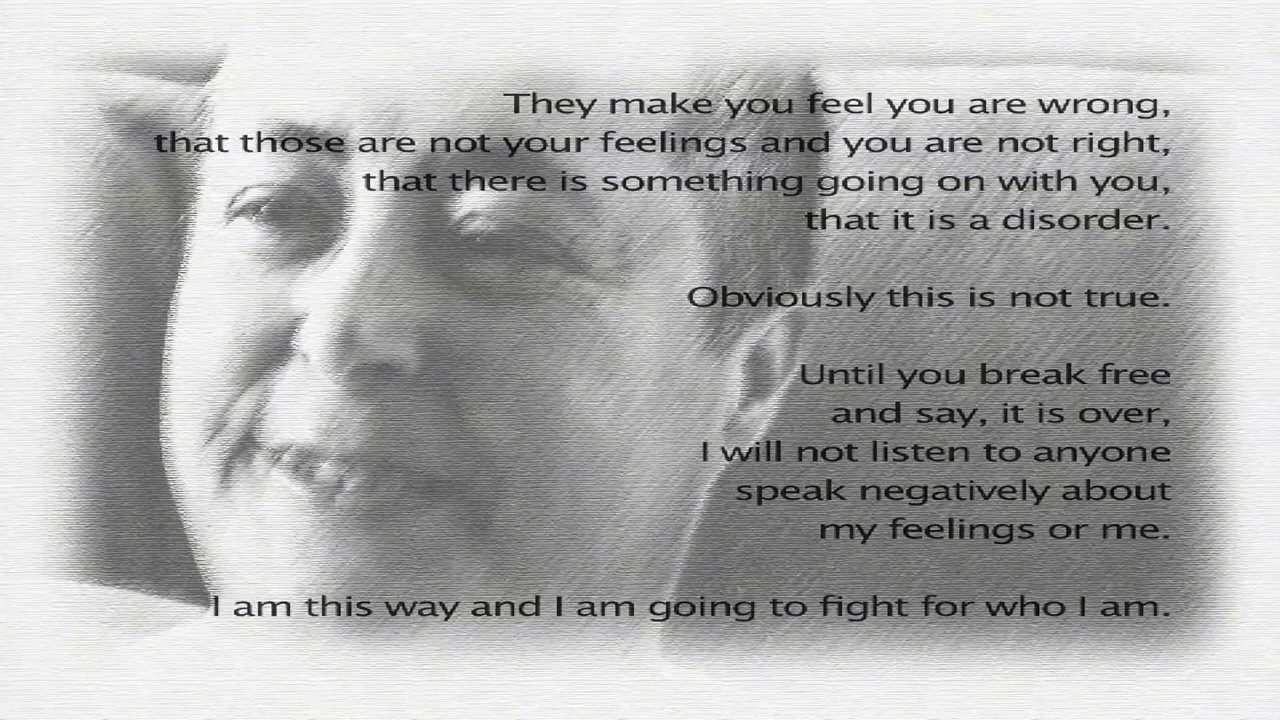 They make you feel you are wrong,
that those are not your feelings and you are not right,
that there is something going on with you,
that it is a disorder.
Obviously this is not true.
Until you break free
and say, it is over,
I will not listen to anyone
speak negatively about
my feelings or me.
I am this way and I am going to fight for who I am.